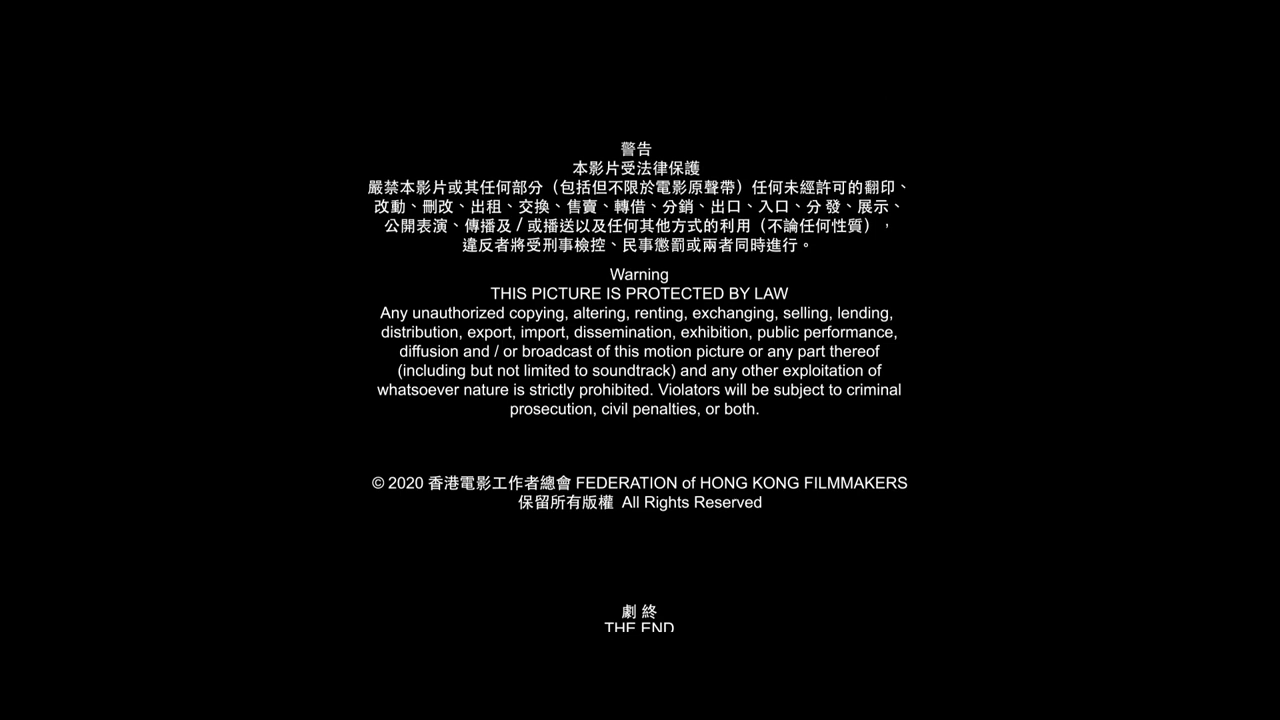 警告
本影片受法律保護
嚴禁本影片或其任何部分（包括但不限於電影原聲帶）任何未經許可的翻印、
改動、刪改、出租、交換、售賣、轉借、分銷、出口、入口、分 發、展示、
公開表演、傳播及 / 或播送以及任何其他方式的利用（不論任何性質），
違反者將受刑事檢控、民事懲罰或兩者同時進行。
Warning
THIS PICTURE IS PROTECTED BY LAW
Any unauthorized copying, altering, renting, exchanging, selling, lending,
distribution, export, import, dissemination, exhibition, public performance,
diffusion and / or broadcast of this motion picture or any part thereof
(including but not limited to soundtrack) and any other exploitation of
whatsoever nature is strictly prohibited. Violators will be subject to criminal
prosecution, civil penalties, or both.
© 2020 香港電影工作者總會 FEDERATION of HONG KONG FILMMAKERS
保留所有版權 All Rights Reserved
劇 終
THE END